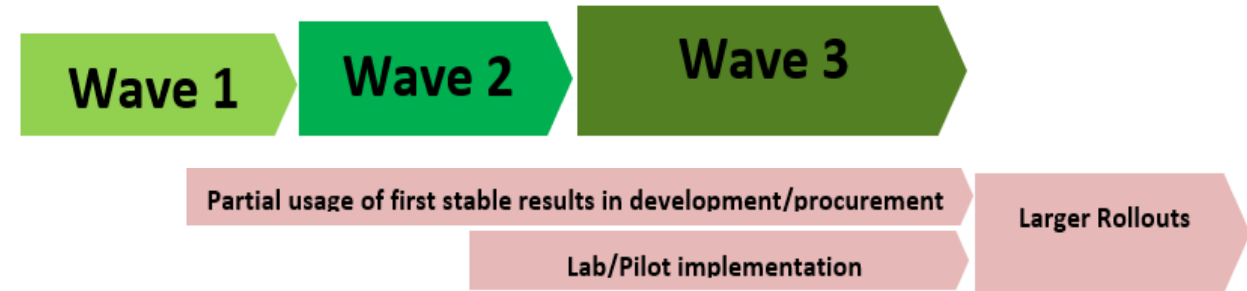 Wave 1
Wave 2
Wave 3
Partial usage of first stable results in development/procurement
Larger Rollouts
Lab/Pilot implementation